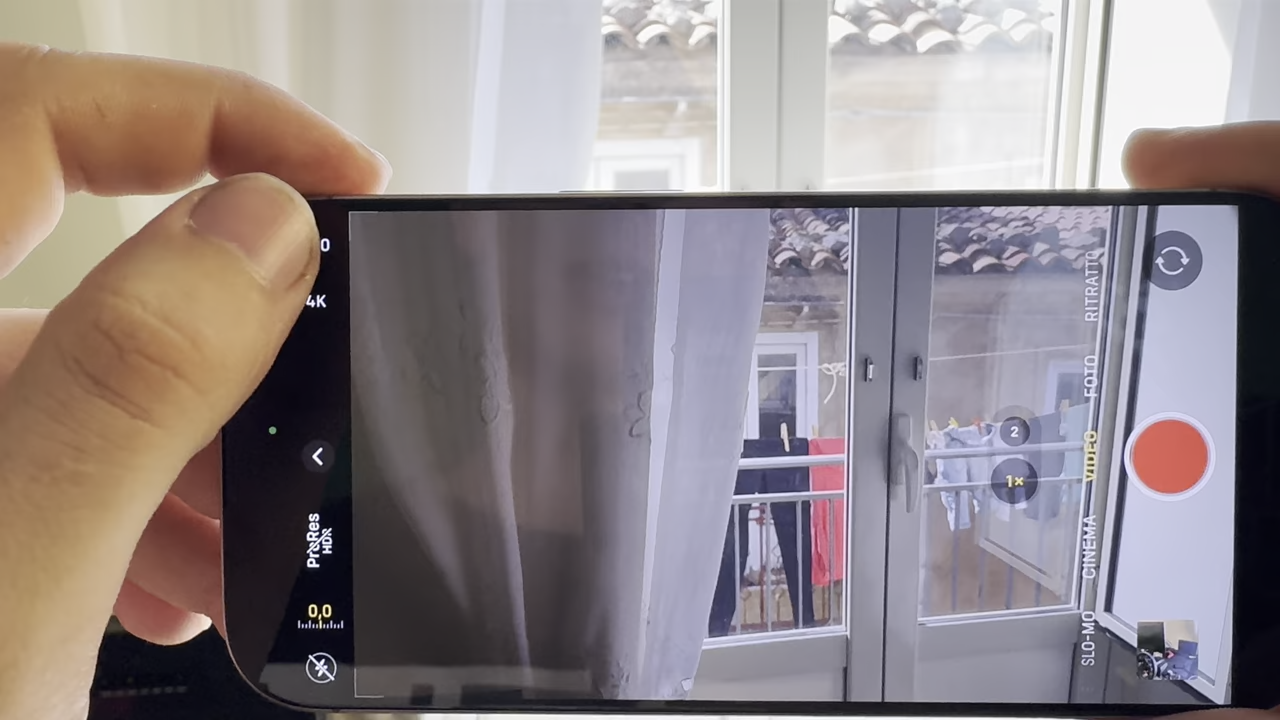 0
4K
ProRes
HDR
0,0
2
1×
RITRATTO
FOTO
VIDEO
CINEMA
SLO-MO